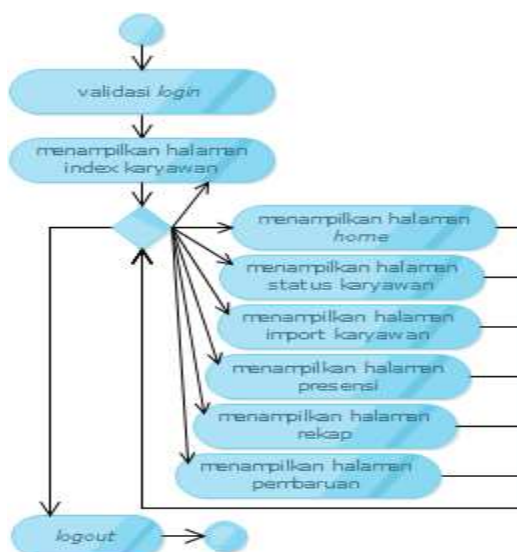 validasi login
menampilkan halaman
index karyawan
menampilkan halaman
home
menampilkan halaman
status karyawan
menampilkan halaman
import karyawan
menampilkan halaman
presensi
menampilkan halaman
rekap
menampilkan halaman
pembaruan
logout